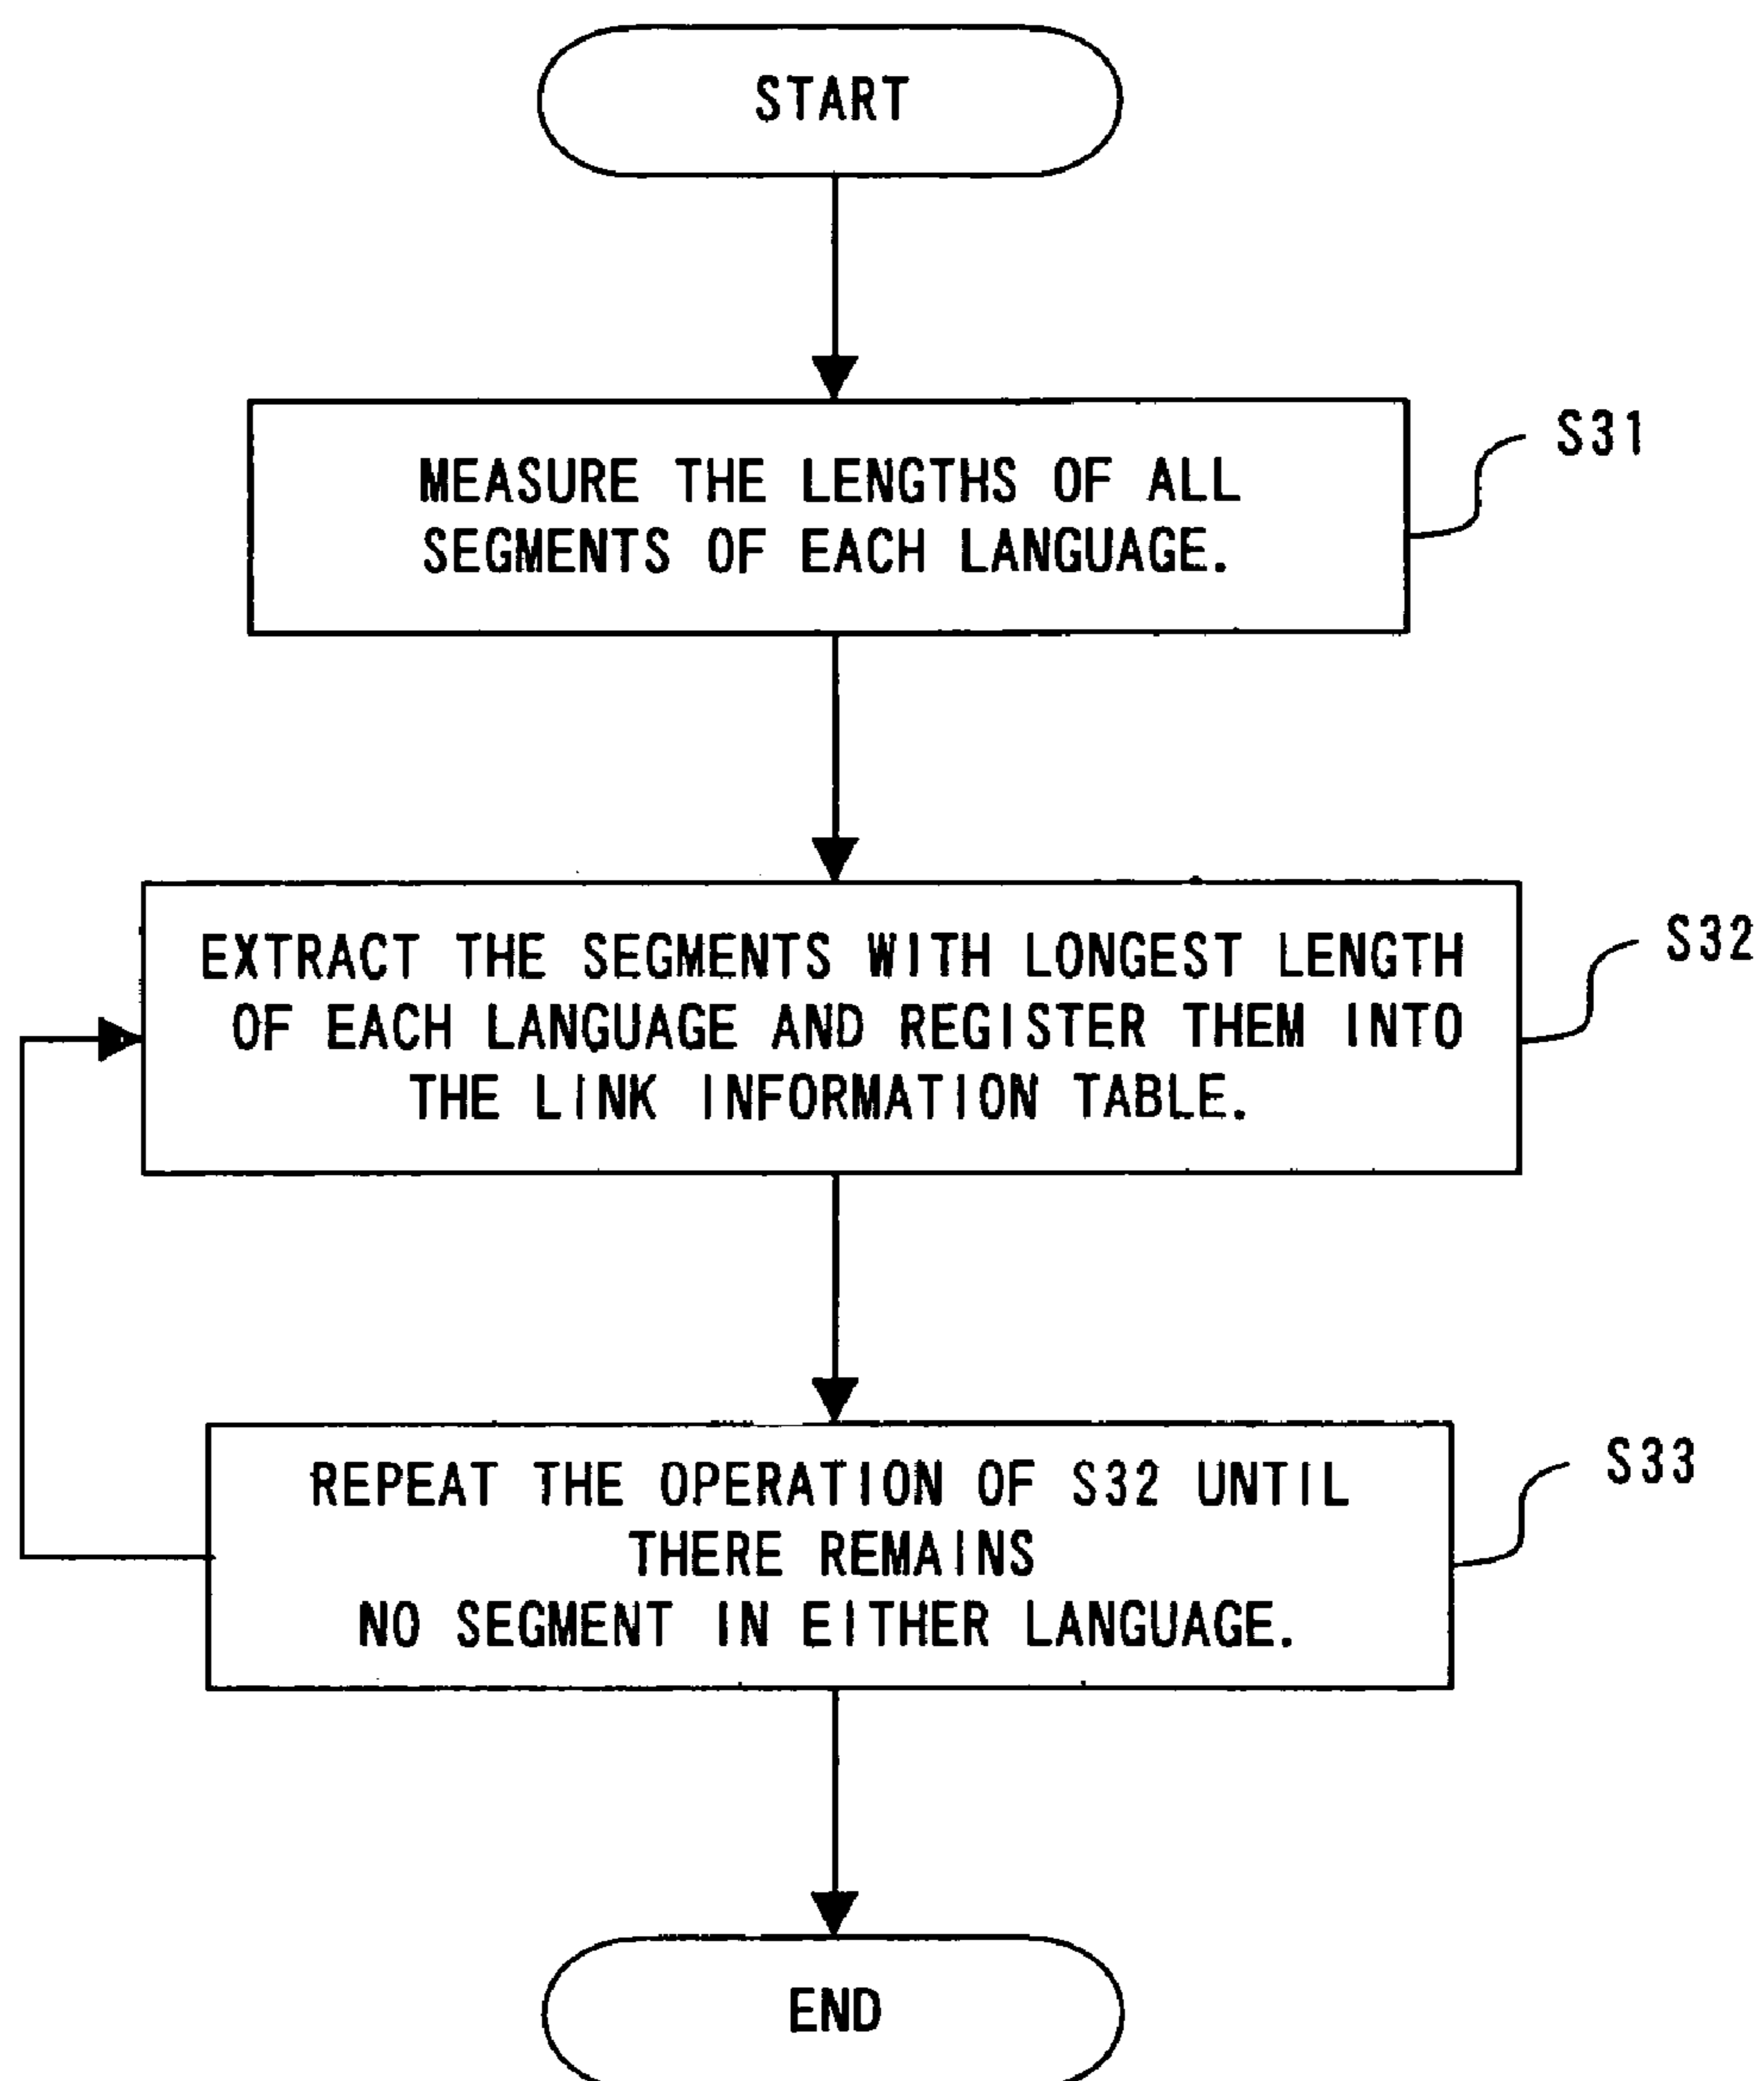 START
S31
MEASURE THE LENGTHS OF ALL
SEGMENTS OF EACH LANGUAGE.
S32
EXTRACT THE SEGMENTS WITH LONGEST LENGTH
OF EACH LANGUAGE AND REGISTER THEM INTO
THE LINK INFORMATION TABLE.
S33
REPEAT THE OPERATION OF S32 UNTIL
THERE REMAINS
NO SEGMENT IN EITHER LANGUAGE.
END